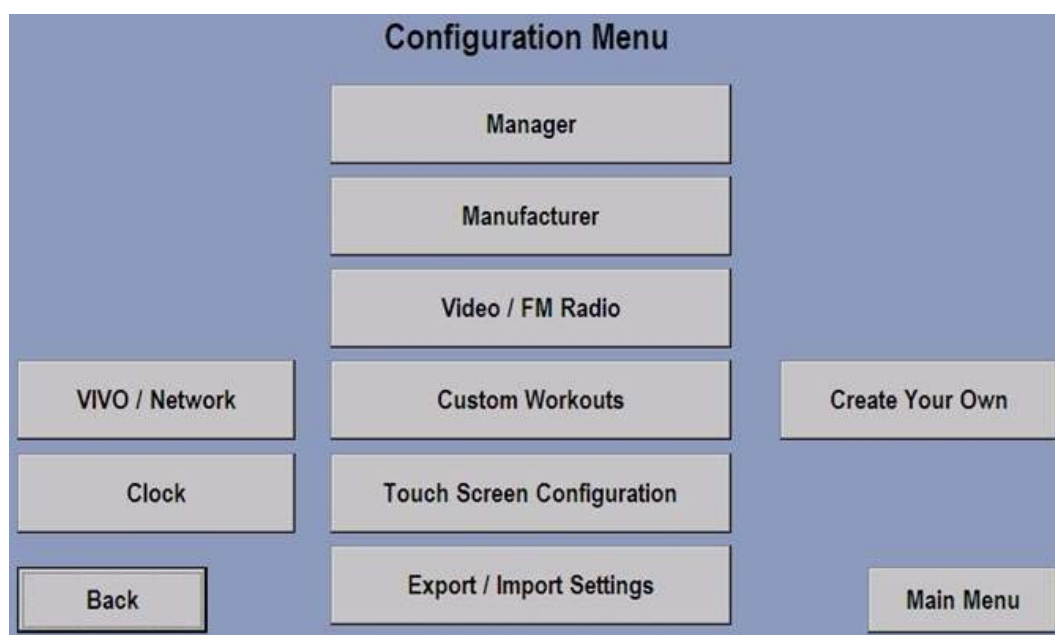 Configuration Menu
Manager
Manufacturer
Video / FM Radio
VIVO / Network
Custom Workouts
Create Your Own
Clock
Touch Screen Configuration
Back
Export / Import Settings
Main Menu